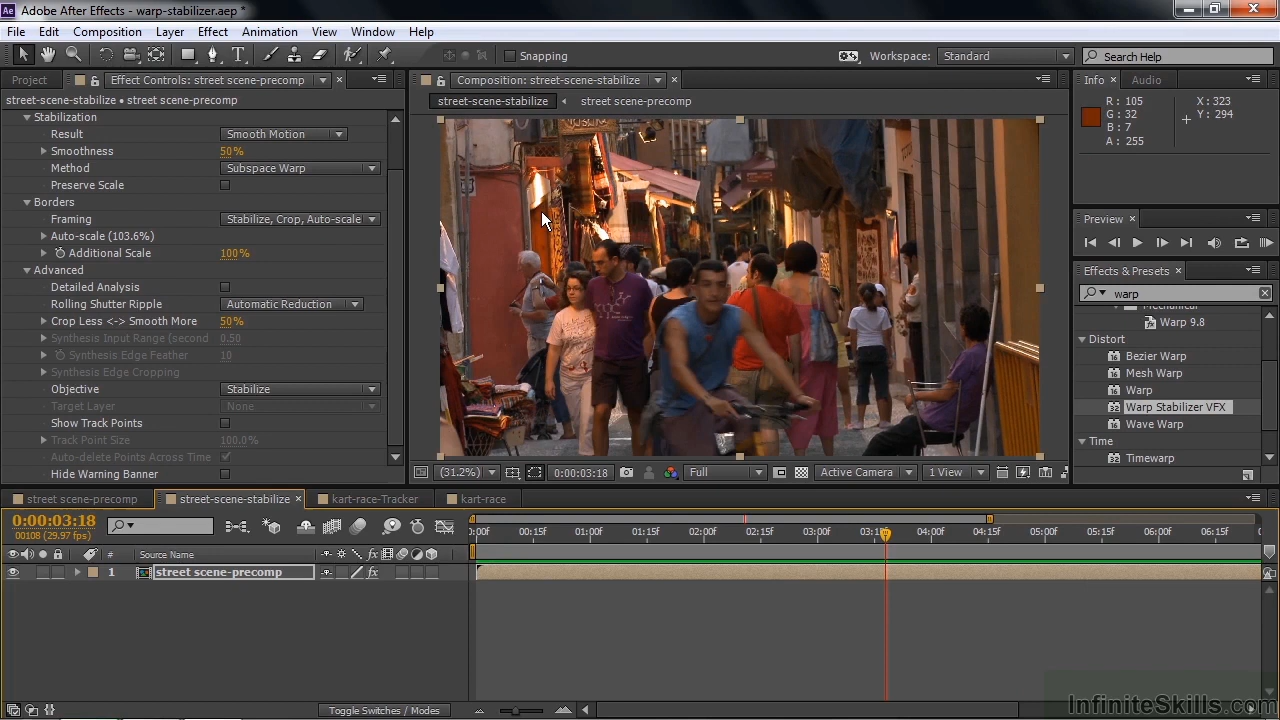 Adobe After Effects - warp-stabilizer.aep *
File Edit Composition Layer Effect Animation View Window Help
Snapping
Workspace: Standard
Search Help
Project
Effect Controls: street scene-precomp
Composition: street-scene-stabilize
Info
Audio
street-scene-stabilize • street scene-precomp
street-scene-stabilize
street scene-precomp
Stabilization
Result Smooth Motion
Smoothness 50%
Method Subspace Warp
Preserve Scale
Borders
Framing Stabilize, Crop, Auto-scale
Auto-scale (103.6%)
Additional Scale 100%
Advanced
Detailed Analysis
Rolling Shutter Ripple Automatic Reduction
Crop Less <-> Smooth More 50%
Synthesis Input Range (second 0.50
Synthesis Edge Feather 10
Synthesis Edge Cropping
Objective Stabilize
Target Layer None
Show Track Points
Track Point Size 100.0%
Auto-delete Points Across Time
Hide Warning Banner
(31.2%)
0:00:03:18
Full
Active Camera
1 View
R: 105
G: 32
B: 7
A: 255
X: 323
Y: 294
Preview
Effects & Presets
warp
Mechanical
Warp 9.8
Distort
Bezier Warp
Mesh Warp
Warp
Warp Stabilizer VFX
Wave Warp
Time
Timewarp
street scene-precomp
street-scene-stabilize
kart-race-Tracker
kart-race
0:00:03:18
00108 (29.97 fps)
:00f 00:15f 01:00f 01:15f 02:00f 02:15f 03:00f 03:15f 04:00f 04:15f 05:00f 05:15f 06:00f 06:15f
# Source Name
1 street scene-precomp
Toggle Switches / Modes
InfiniteSkills.com